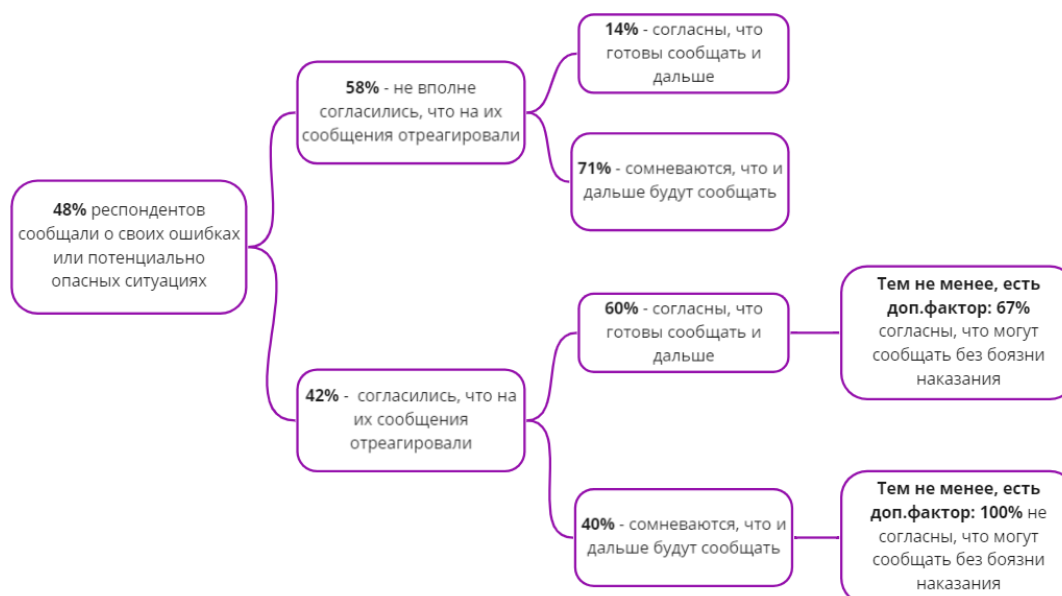 48% респондентов
сообщали о своих ошибках
или потенциально
опасных ситуациях
58% - не вполне
согласились, что на их
сообщения отреагировали
14% - согласны, что
готовы сообщать и
дальше
71% - сомневаются, что и
дальше будут сообщать
42% -  согласились, что на
их сообщения
отреагировали
60% - согласны, что
готовы сообщать и
дальше
Тем не менее, есть
доп.фактор: 67%
согласны, что могут
сообщать без боязни
наказания
40% - сомневаются, что и
дальше будут сообщать
Тем не менее, есть
доп.фактор: 100% не
согласны, что могут
сообщать без боязни
наказания